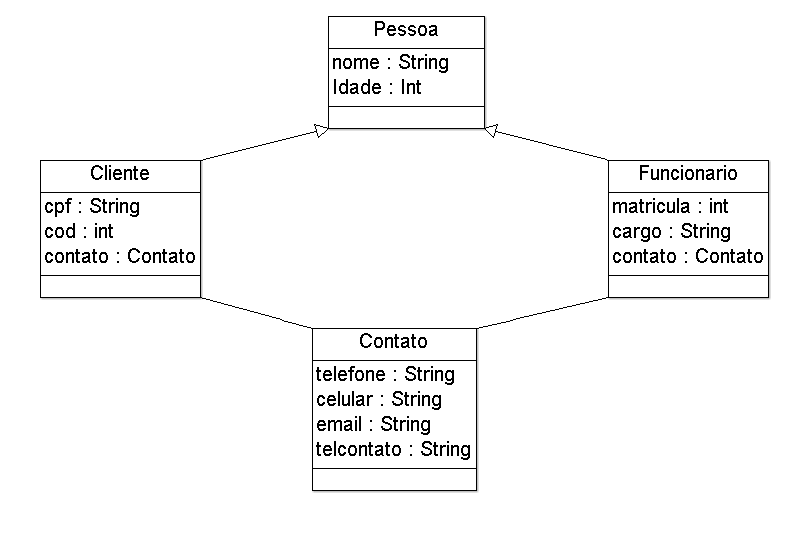 Pessoa
nome : String
Idade : Int
Cliente
cpf : String
cod : int
contato : Contato
Funcionario
matricula : int
cargo : String
contato : Contato
Contato
telefone : String
celular : String
email : String
telcontato : String